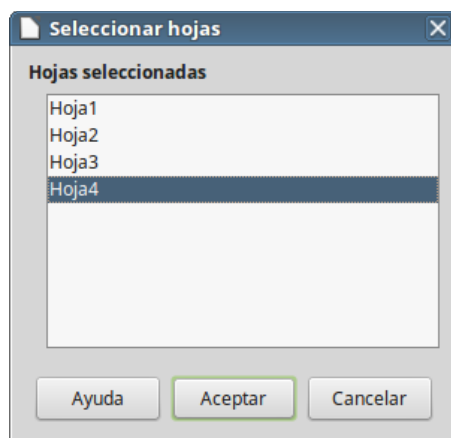 Seleccionar hojas
Hojas seleccionadas
Hoja1
Hoja2
Hoja3
Hoja4
Ayuda Aceptar Cancelar